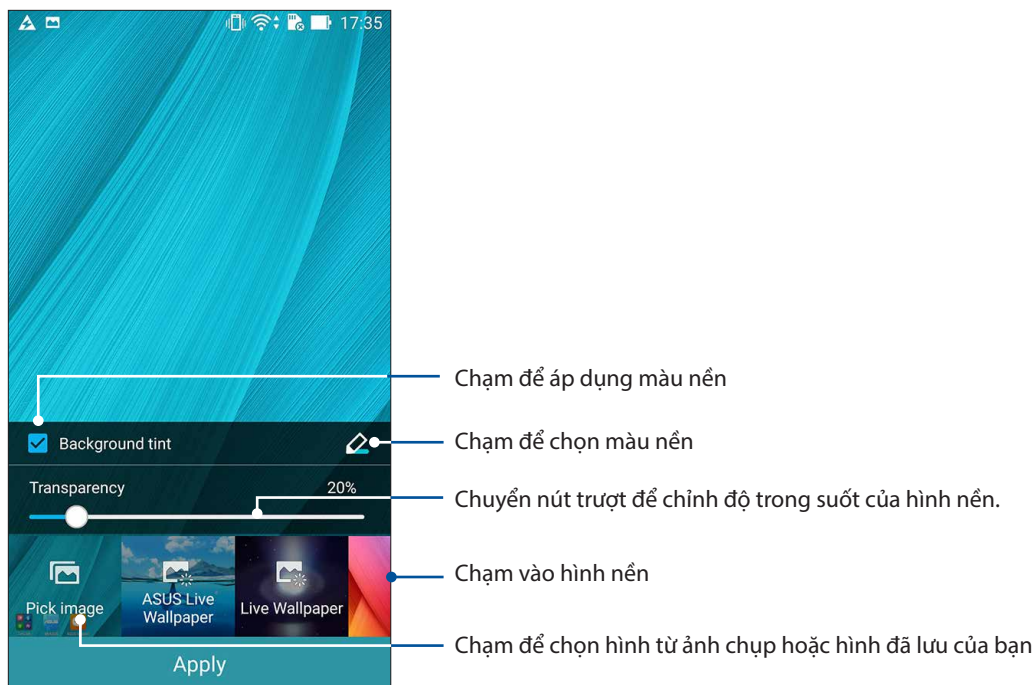 17:35
Chạm để áp dụng màu nền
Background tint
Chạm để chọn màu nền
Transparency 20%
Chuyển nút trượt để chỉnh độ trong suốt của hình nền.
Chạm vào hình nền
Pick image
ASUS Live
Wallpaper
Live Wallpaper
Chạm để chọn hình từ ảnh chụp hoặc hình đã lưu của bạn
Apply